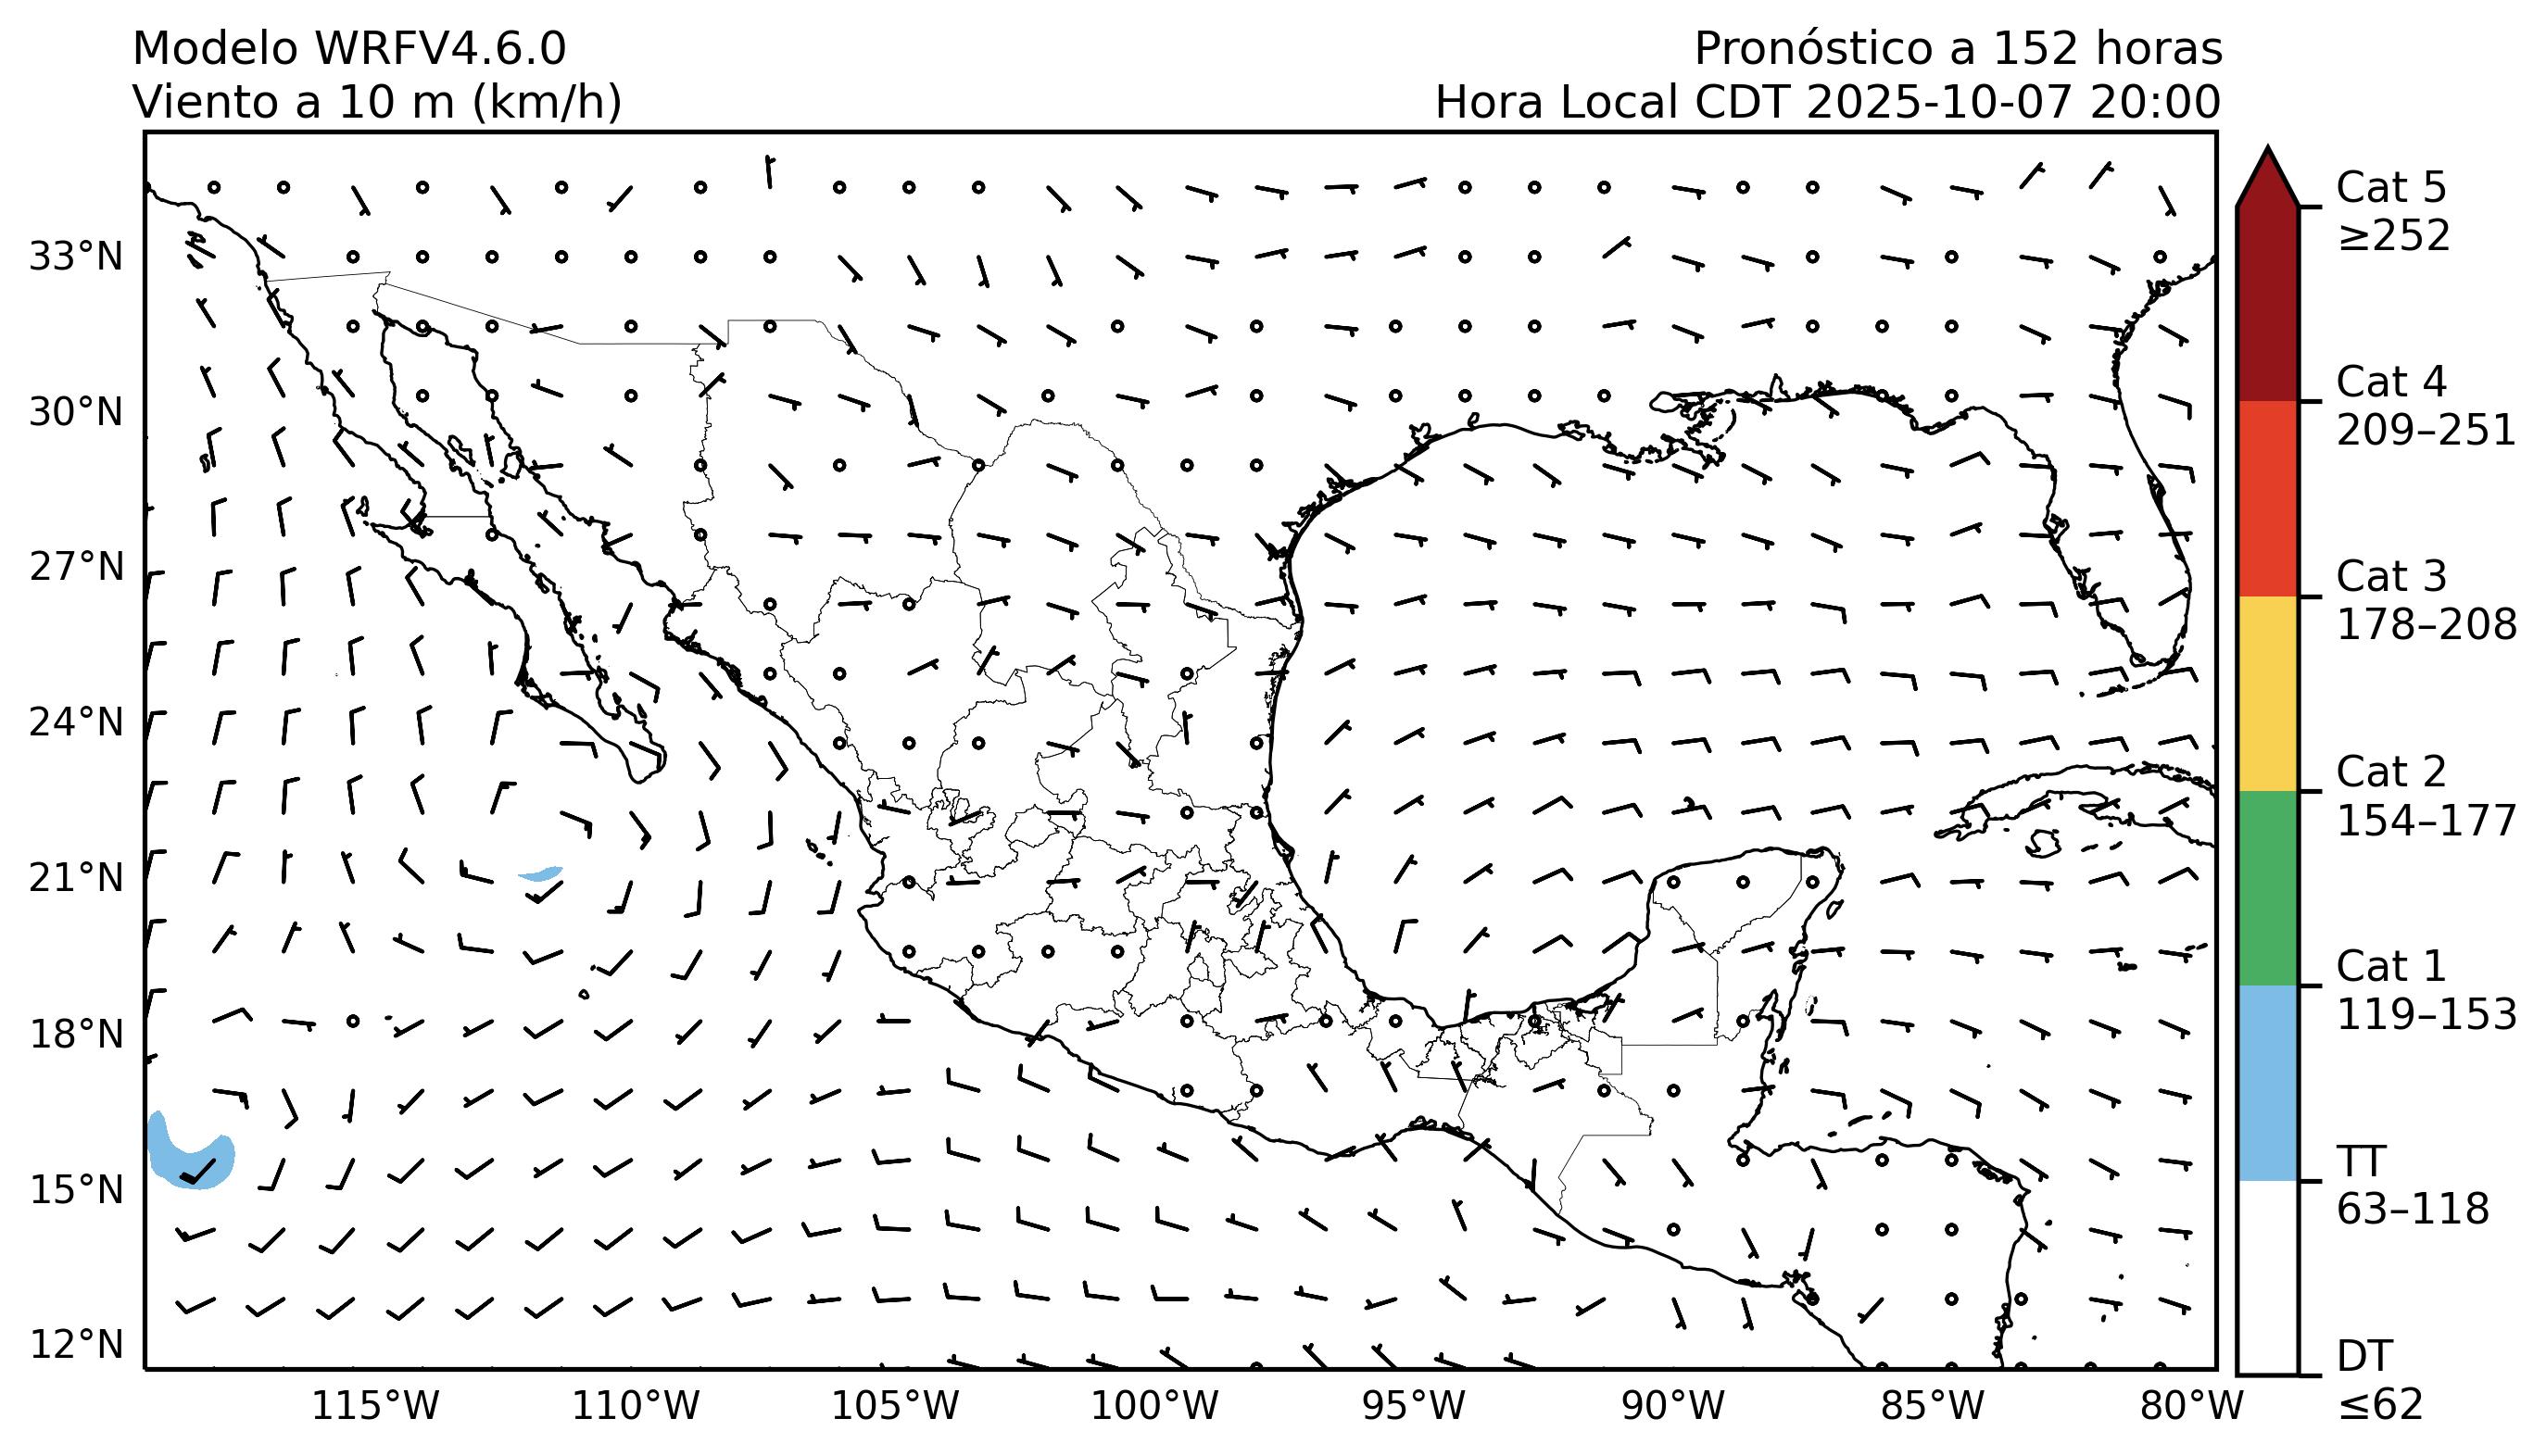 Modelo WRFV4.6.0
Viento a 10 m (km/h)
Pronóstico a 152 horas
Hora Local CDT 2025-10-07 20:00
33°N
30°N
27°N
24°N
21°N
18°N
15°N
12°N
115°W
110°W
105°W
100°W
95°W
90°W
85°W
80°W
Cat 5
≥252
Cat 4
209–251
Cat 3
178–208
Cat 2
154–177
Cat 1
119–153
TT
63–118
DT
≤62